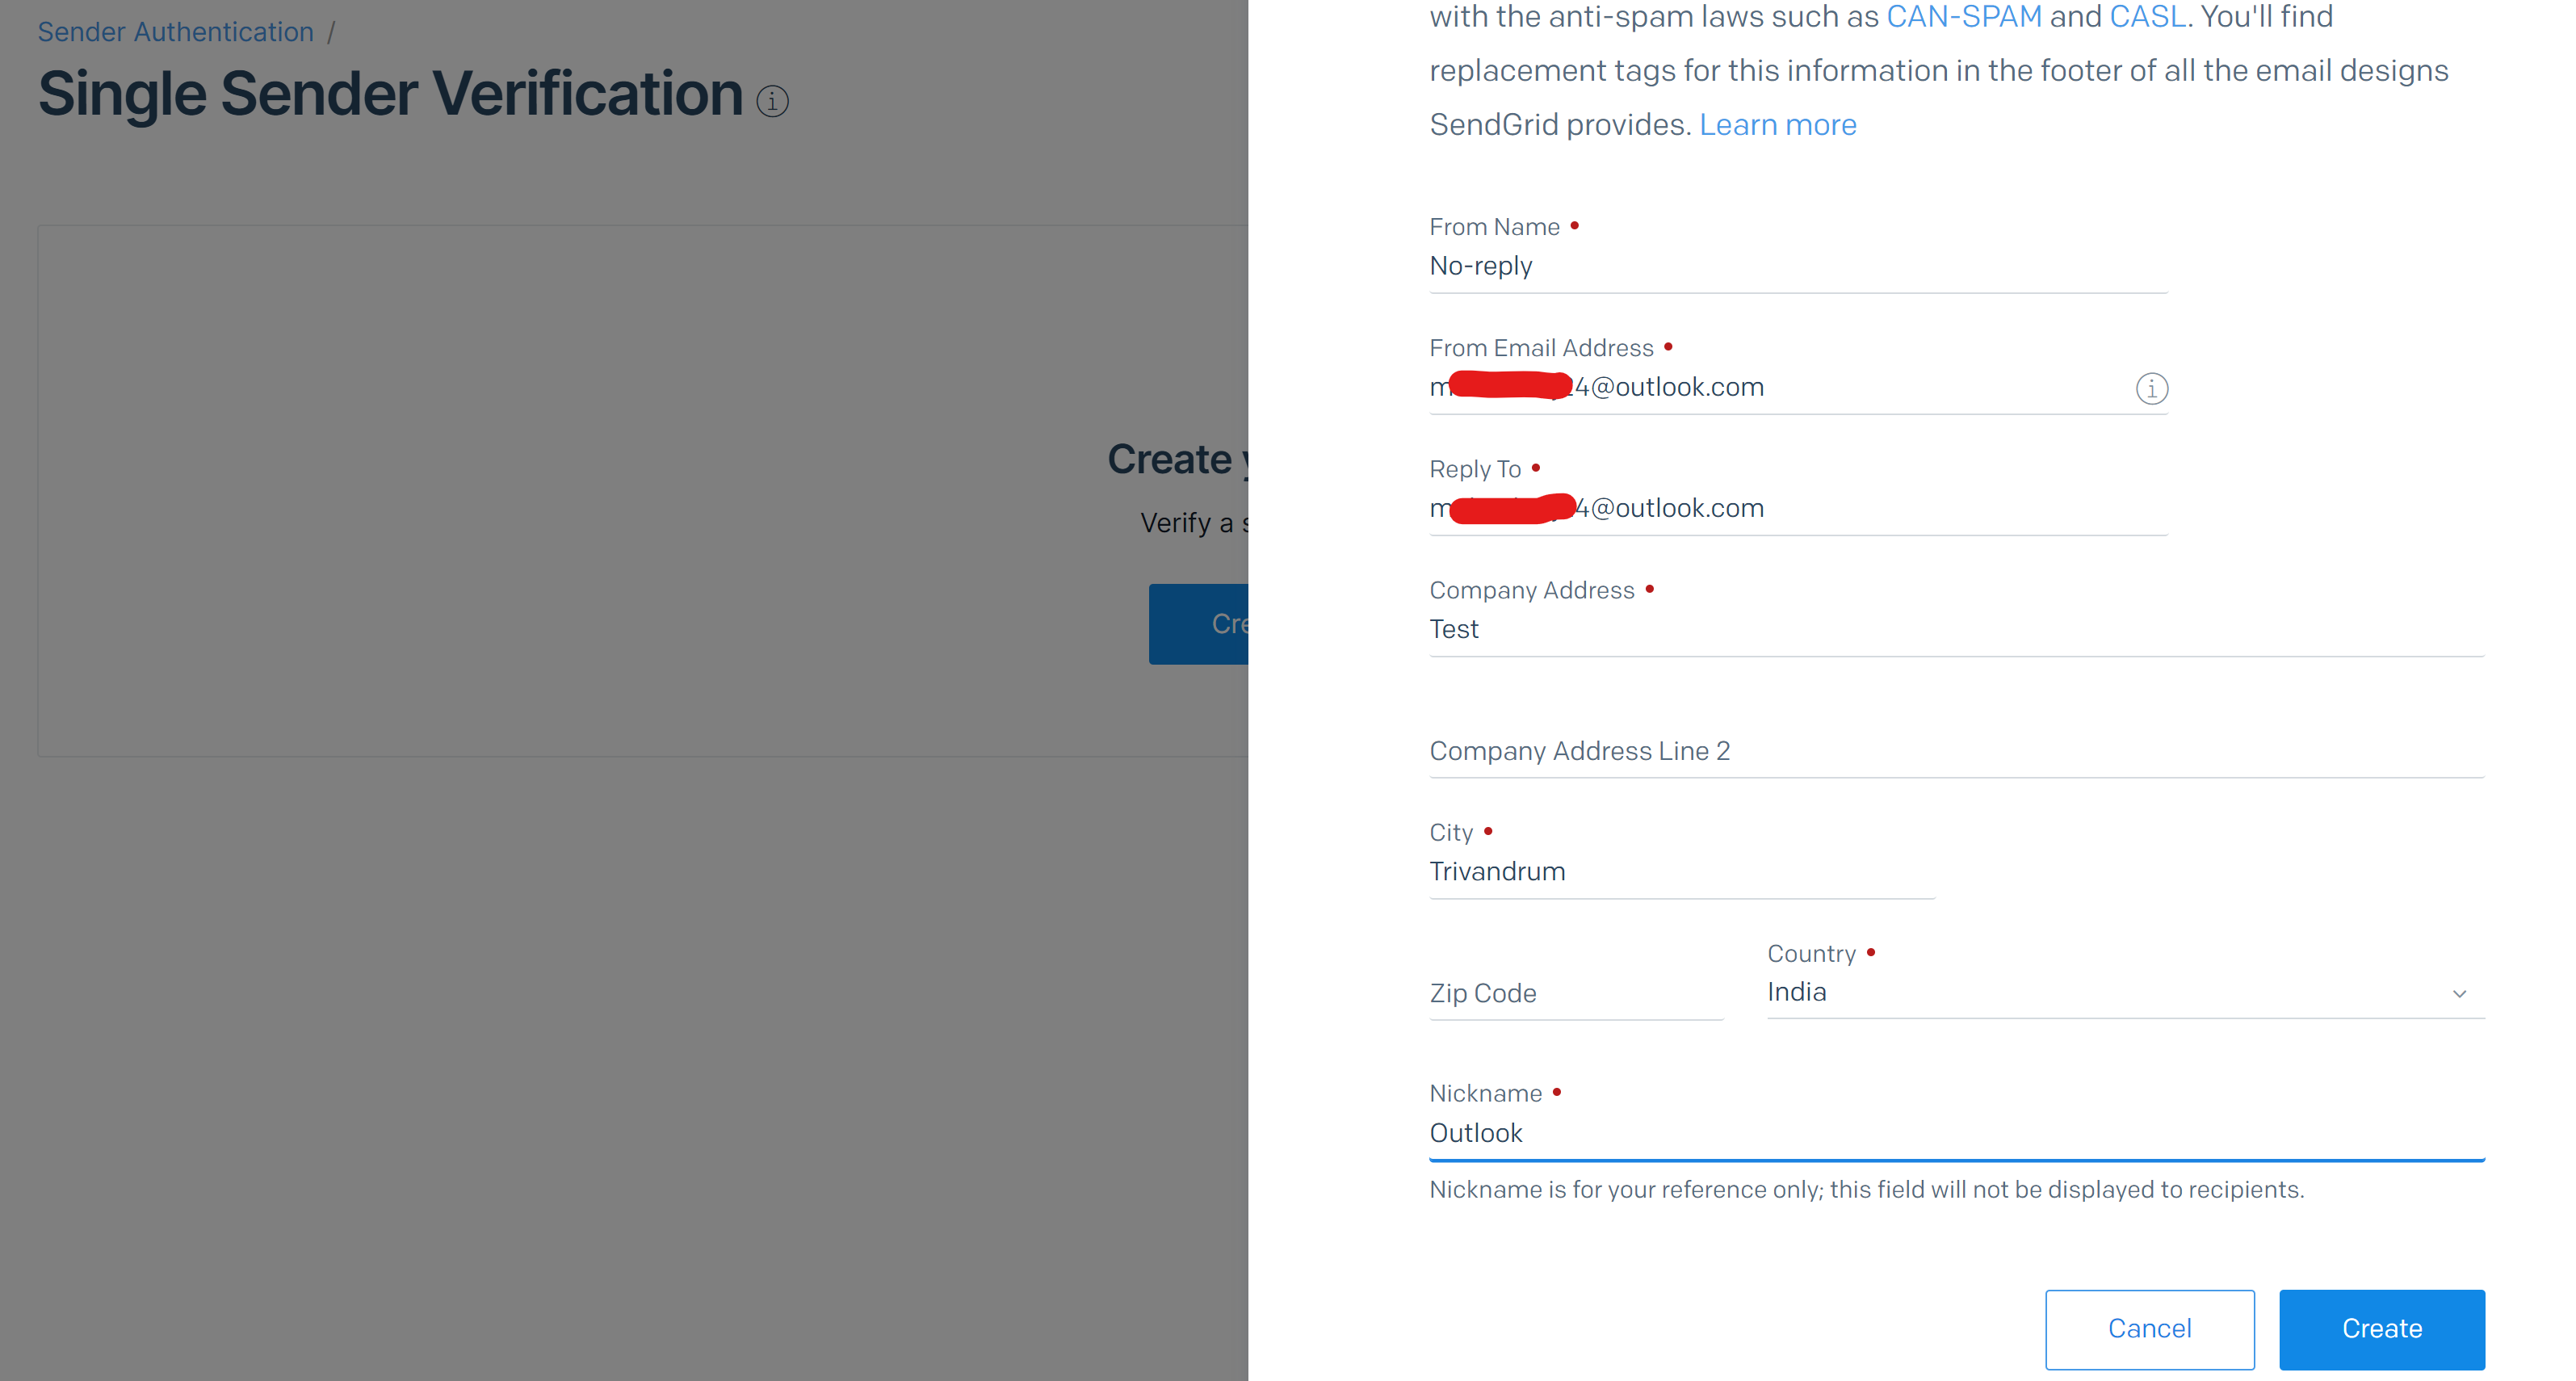 Sender Authentication /
Single Sender Verification
Create
Verify a
Cre
with the anti-spam laws such as CAN-SPAM and CASL. You'll find
replacement tags for this information in the footer of all the email designs
SendGrid provides. Learn more
From Name
No-reply
From Email Address
m 4@outlook.com
Reply To
m 4@outlook.com
Company Address
Test
Company Address Line 2
City
Trivandrum
Zip Code
Country
India
Nickname
Outlook
Nickname is for your reference only; this field will not be displayed to recipients.
Cancel
Create